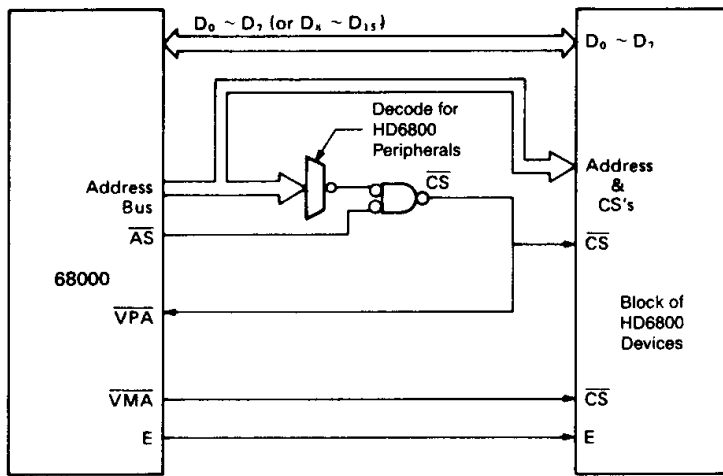 D0 ~ D7 (or D8 ~ D15)
D0 ~ D7
Decode for
HD6800
Peripherals
Address
Bus
CS
Address
&
CS's
AS
CS
68000
VPA
Block of
HD6800
Devices
VMA
CS
E
E